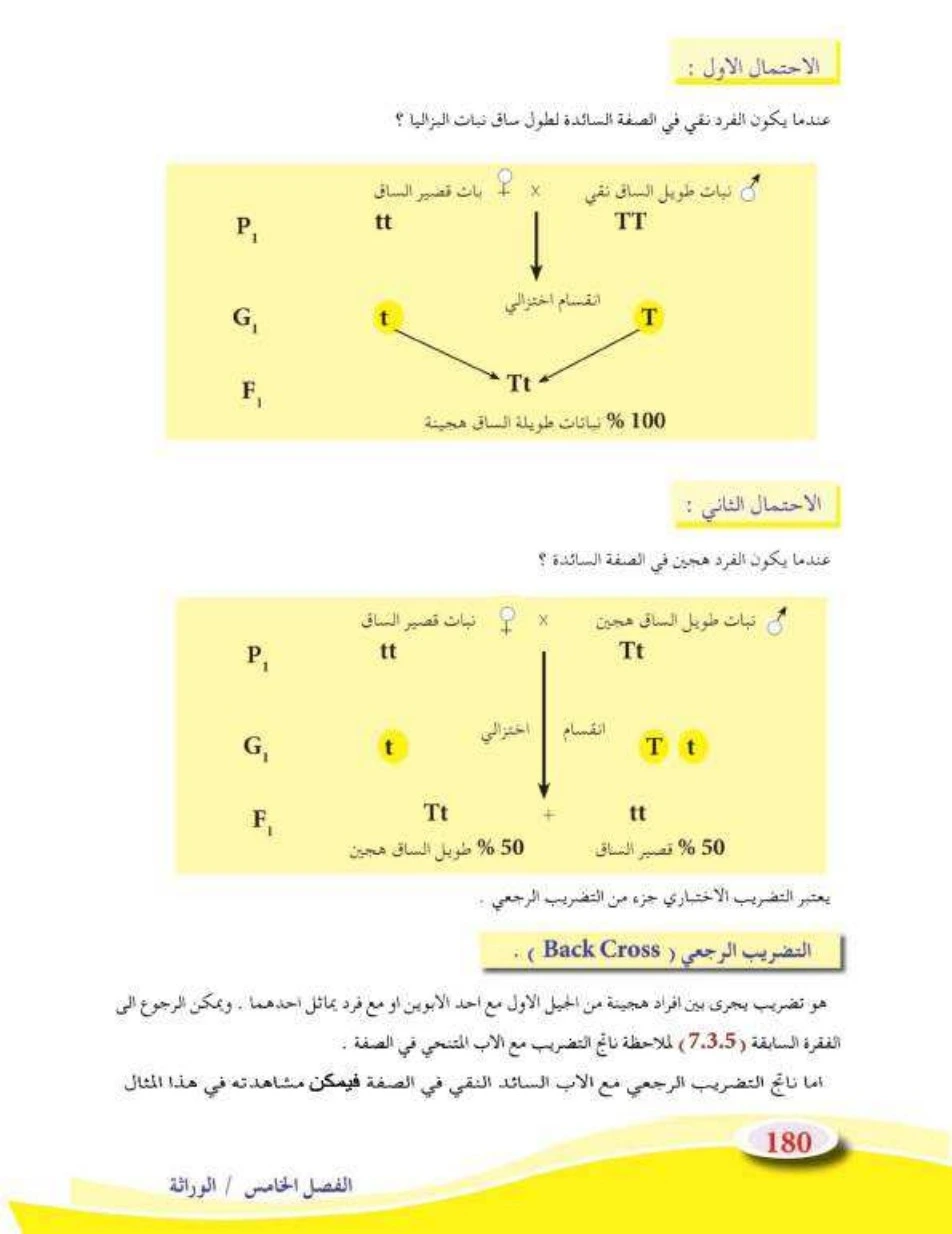 الاحتمال الاول :
عندما يكون الفرد نقي في الصفة السائدة لطول ساق نبات البزاليا ؟
♂ نبات طويل الساق نقي × ♀ بات قصير الساق
P1 tt TT
انقسام اختزالي
G1 t T
F1 Tt
100 % نباتات طويلة الساق هجينة
الاحتمال الثاني :
عندما يكون الفرد هجين في الصفة السائدة ؟
♂ نبات طويل الساق هجين × ♀ نبات قصير الساق
P1 tt Tt
انقسام اختزالي
G1 t T t
F1 Tt + tt
50 % قصير الساق 50 % طويل الساق هجين
يعتبر التضريب الاختباري جزء من التضريب الرجعي .
التضريب الرجعي ( Back Cross ) .
هو تضريب يجرى بين افراد هجينة من الجيل الاول مع احد الابوين او مع فرد يماثل احدهما . ويمكن الرجوع الى
الفقرة السابقة ( 7.3.5 ) لملاحظة ناتج التضريب مع الاب المتنحي في الصفة .
اما ناتج التضريب الرجعي مع الاب السائد النقي في الصفة فيمكن مشاهدته في هذا المثال
180
الفصل الخامس / الوراثة